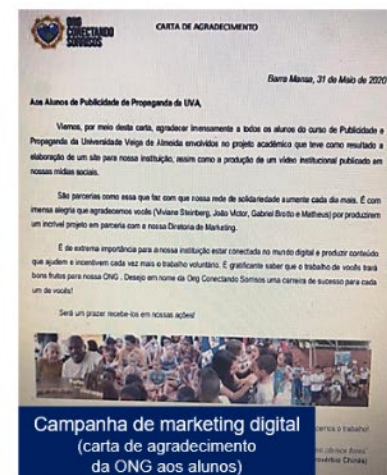 ONG
CONECTANDO
SORRISOS
CARTA DE AGRADECIMENTO
Barra Mansa, 31 de Maio de 2020
Aos Alunos de Publicidade de Propaganda da UVA,
Viemos, por meio desta carta, agradecer imensamente a todos os alunos do curso de Publicidade e
Propaganda da Universidade Veiga de Almeida envolvidos no projeto acadêmico que teve como resultado a
elaboração de um site para nossa instituição, assim como a produção de um vídeo institucional publicado em
nossas mídias sociais.
São parcerias como essa que faz com que nossa rede de solidariedade aumente cada dia mais. É com
imensa alegria que agradecemos vocês (Viviane Steinberg, João Victor, Gabriel Brotto e Matheus) por produzirem
um incrível projeto em parceria com a nossa Diretoria de Marketing.
É de extrema importância para a nossa instituição estar conectada no mundo digital e produzir conteúdo
que ajudem e incentivem cada vez mais o trabalho voluntário. É gratificante saber que o trabalho de vocês trará
bons frutos para nossa ONG . Desejo em nome da Ong Conectando Sorrisos uma carreira de sucesso para cada
um de vocês!
Será um prazer recebe-los em nossas ações!
o trabalho!
Provérbio Chinês)
Campanha de marketing digital
(carta de agradecimento
da ONG aos alunos)